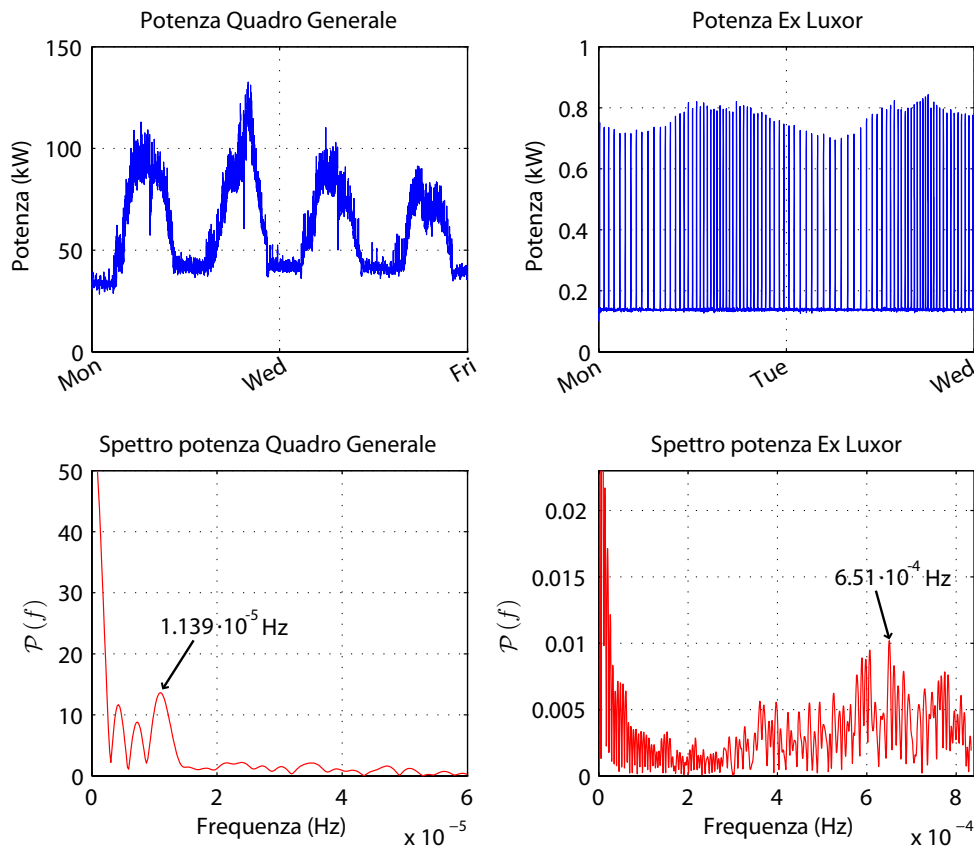 Potenza Quadro Generale
150
100
50
0
Potenza (kW)
Mon
Wed
Fri
Potenza Ex Luxor
1
0.8
0.6
0.4
0.2
0
Potenza (kW)
Mon
Tue
Wed
Spettro potenza Quadro Generale
50
40
30
20
10
0
P (f)
1.139·10-5 Hz
0
2
4
6
Frequenza (Hz)
x 10-5
Spettro potenza Ex Luxor
0.02
0.015
0.01
0.005
0
P (f)
6.51·10-4 Hz
0
2
4
6
8
Frequenza (Hz)
x 10-4